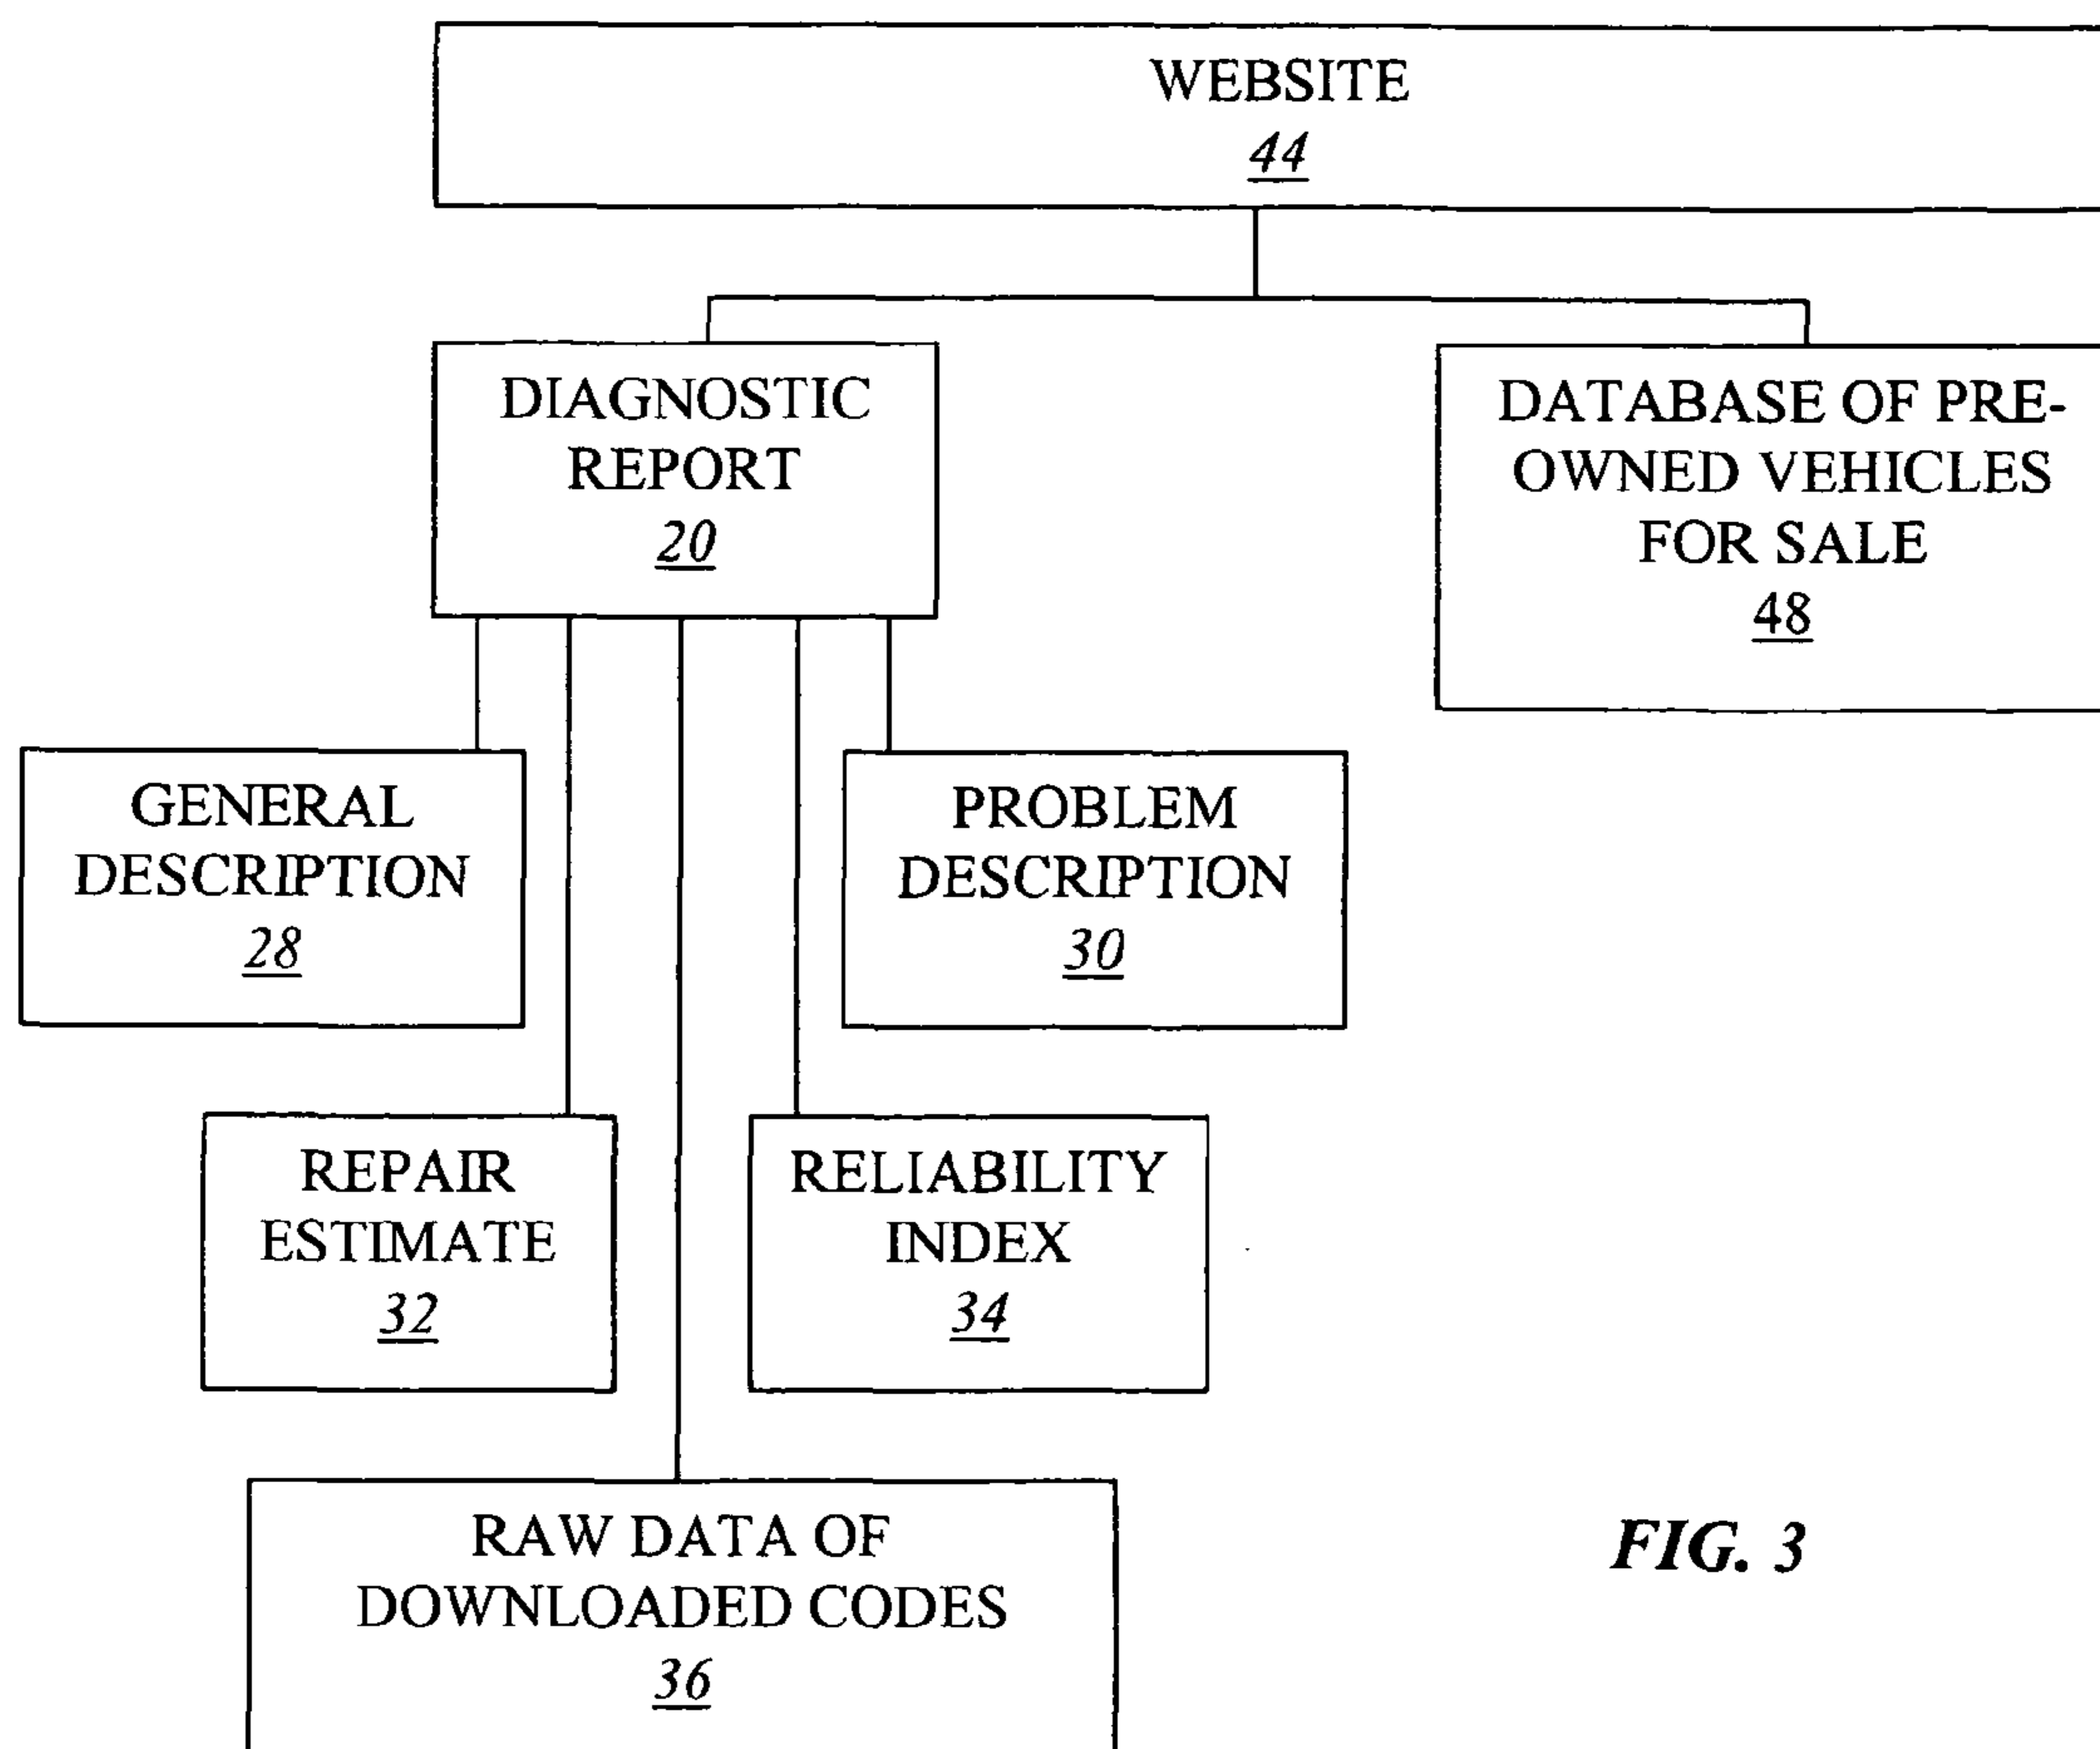 WEBSITE
44
DIAGNOSTIC
REPORT
20
DATABASE OF PRE-
OWNED VEHICLES
FOR SALE
48
GENERAL
DESCRIPTION
28
PROBLEM
DESCRIPTION
30
REPAIR
ESTIMATE
32
RELIABILITY
INDEX
34
RAW DATA OF
DOWNLOADED CODES
36
FIG. 3